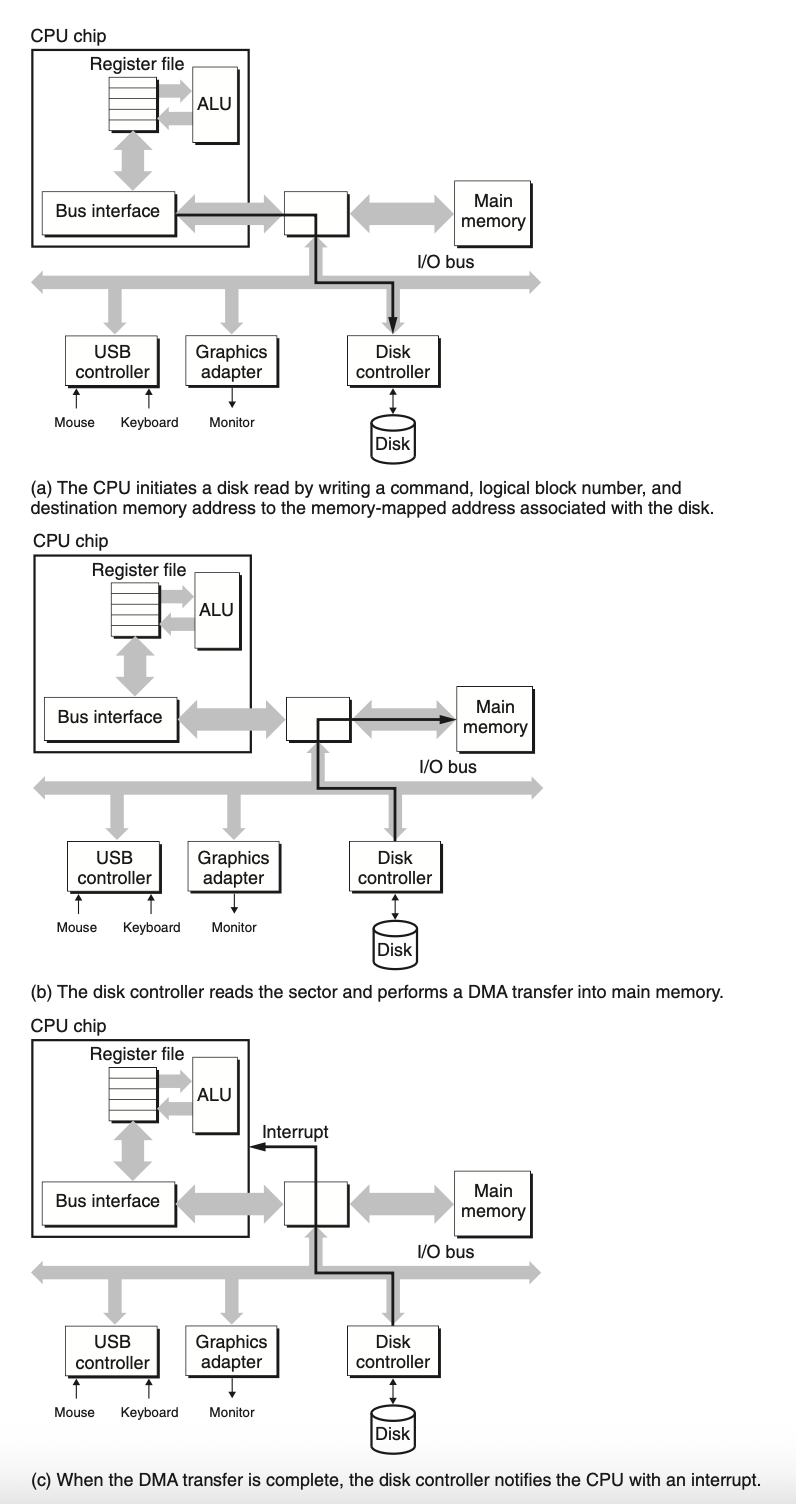 CPU chip
Register file
ALU
Bus interface
Main
memory
I/O bus
USB
controller
Graphics
adapter
Disk
controller
Mouse
Keyboard
Monitor
Disk
(a) The CPU initiates a disk read by writing a command, logical block number, and
destination memory address to the memory-mapped address associated with the disk.
CPU chip
Register file
ALU
Bus interface
Main
memory
I/O bus
USB
controller
Graphics
adapter
Disk
controller
Mouse
Keyboard
Monitor
Disk
(b) The disk controller reads the sector and performs a DMA transfer into main memory.
CPU chip
Register file
ALU
Interrupt
Bus interface
Main
memory
I/O bus
USB
controller
Graphics
adapter
Disk
controller
Mouse
Keyboard
Monitor
Disk
(c) When the DMA transfer is complete, the disk controller notifies the CPU with an interrupt.